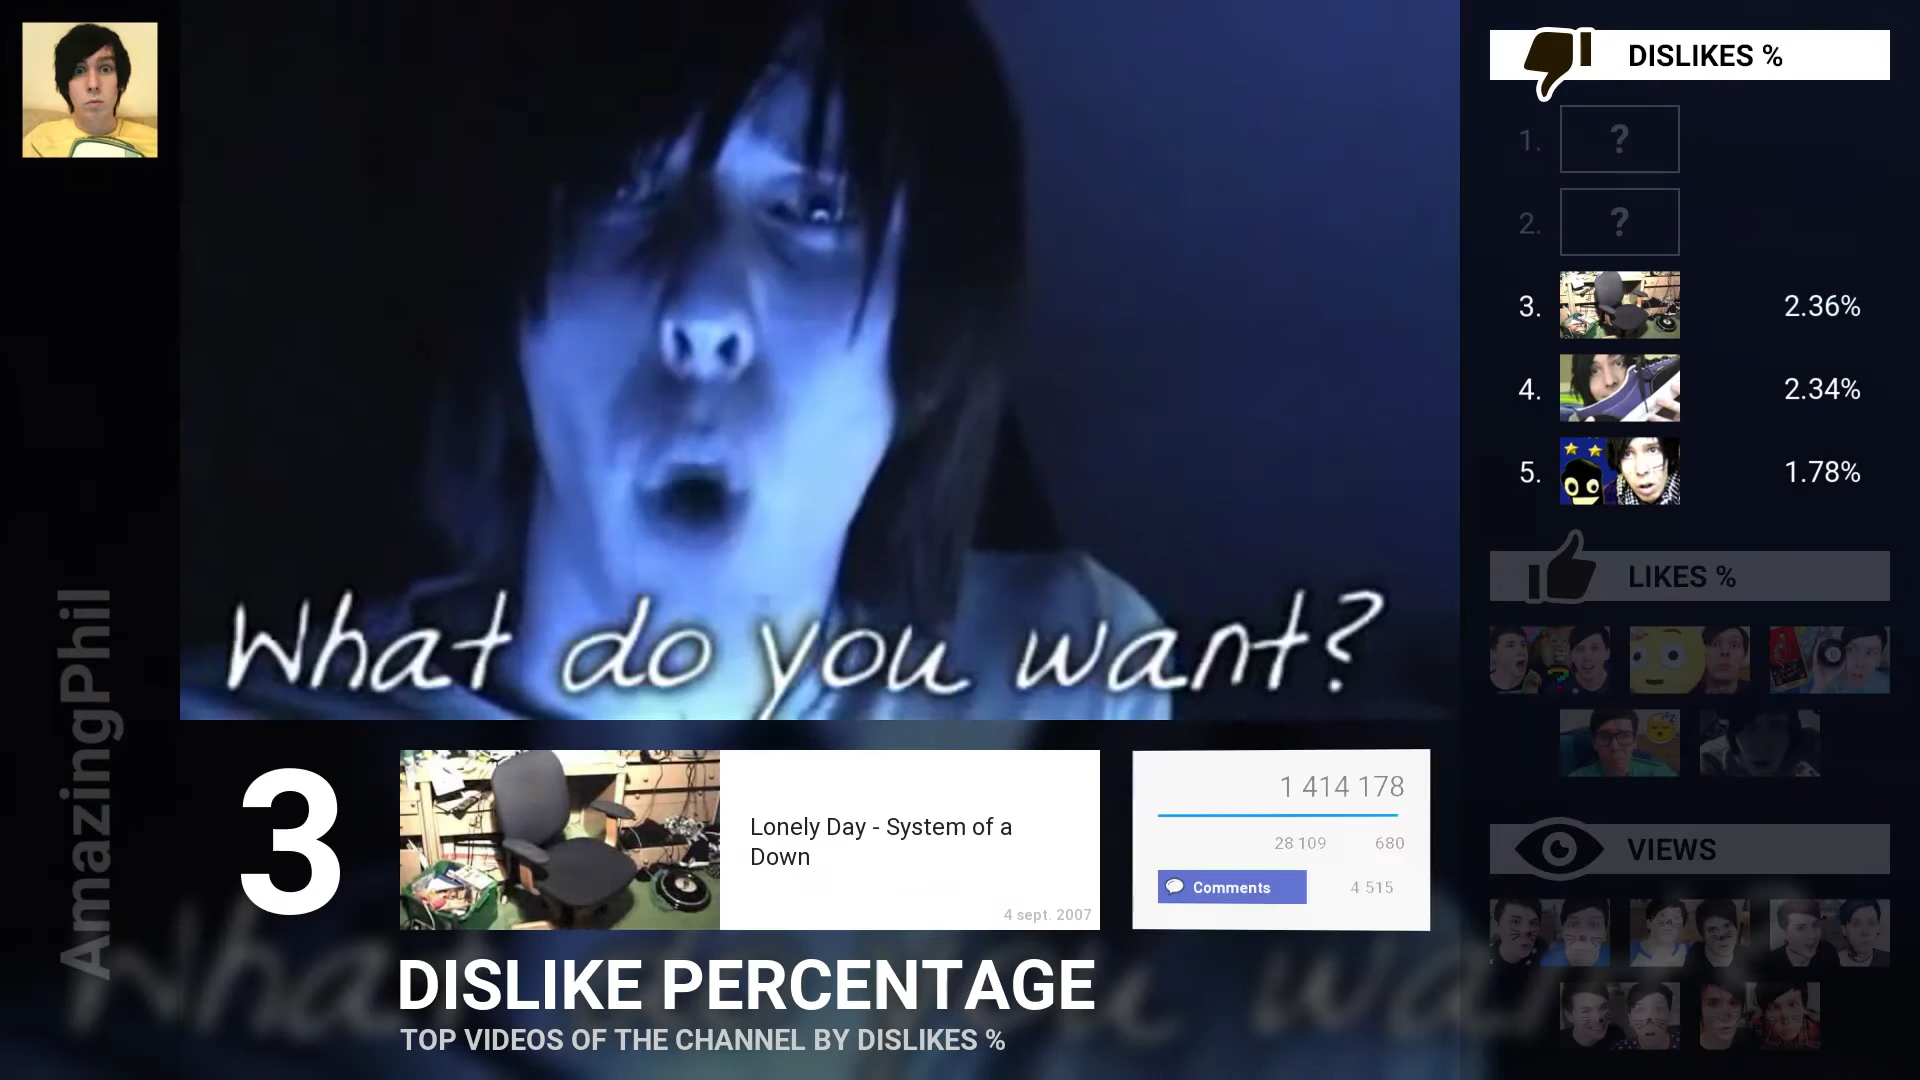 DISLIKES %
1.
?
2.
?
3.
2.36%
4.
2.34%
5.
1.78%
LIKES %
VIEWS
What do you want?
AmazingPhil
3
Lonely Day - System of a
Down
4 sept. 2007
1 414 178
28 109 680
Comments 4 515
DISLIKE PERCENTAGE
TOP VIDEOS OF THE CHANNEL BY DISLIKES %